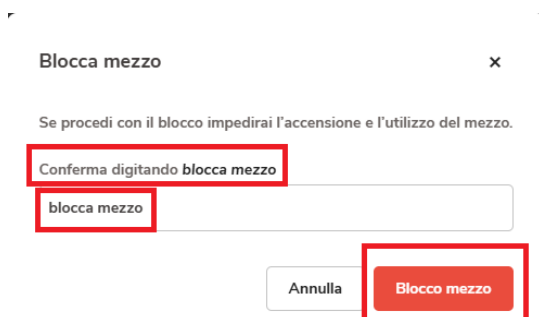 Blocca mezzo
×
Se procedi con il blocco impedirai l'accensione e l'utilizzo del mezzo.
Conferma digitando blocca mezzo
blocca mezzo
Annulla
Blocco mezzo